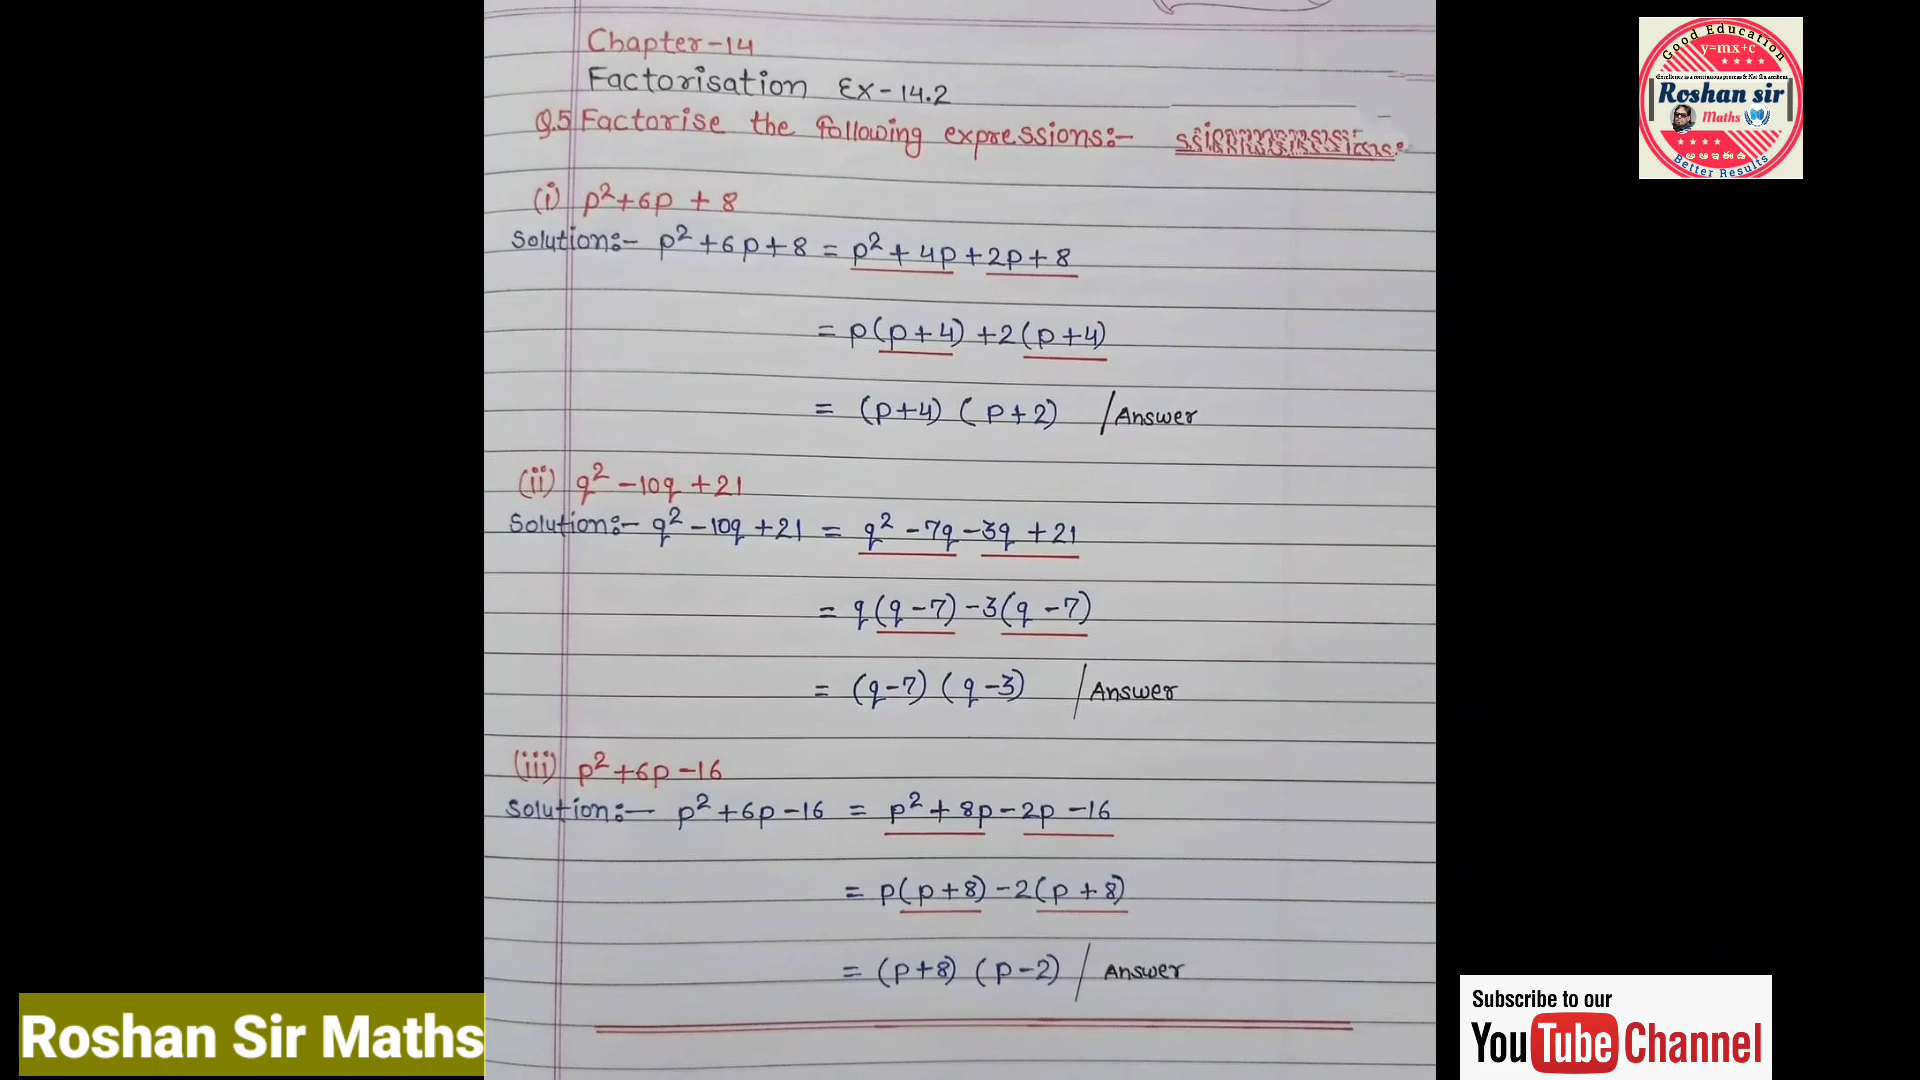 Chapter-14
Factorisation Ex-14.2
Q.5 Factorise the following expressions:-
(i) p²+6p + 8
Solution:- p²+6p+8 = p²+4p+2p+8
= p(p+4)+2(p+4)
= (p+4) (p+2) /Answer
(ii) q²-10q+21
Solution:- q²-10q+21 = q²-7q-3q+21
= q(q-7)-3(q-7)
= (q-7) (q-3) /Answer
(iii) p²+6p-16
Solution:- p²+6p-16 = p²+8p-2p-16
= p(p+8)-2(p+8)
= (p+8) (p-2) / Answer
Good Education
y=mx+c
Roshan sir
Maths
అ ఆ ఇ ఈ ఉ
Better Results
Roshan Sir Maths
Subscribe to our
YouTube Channel